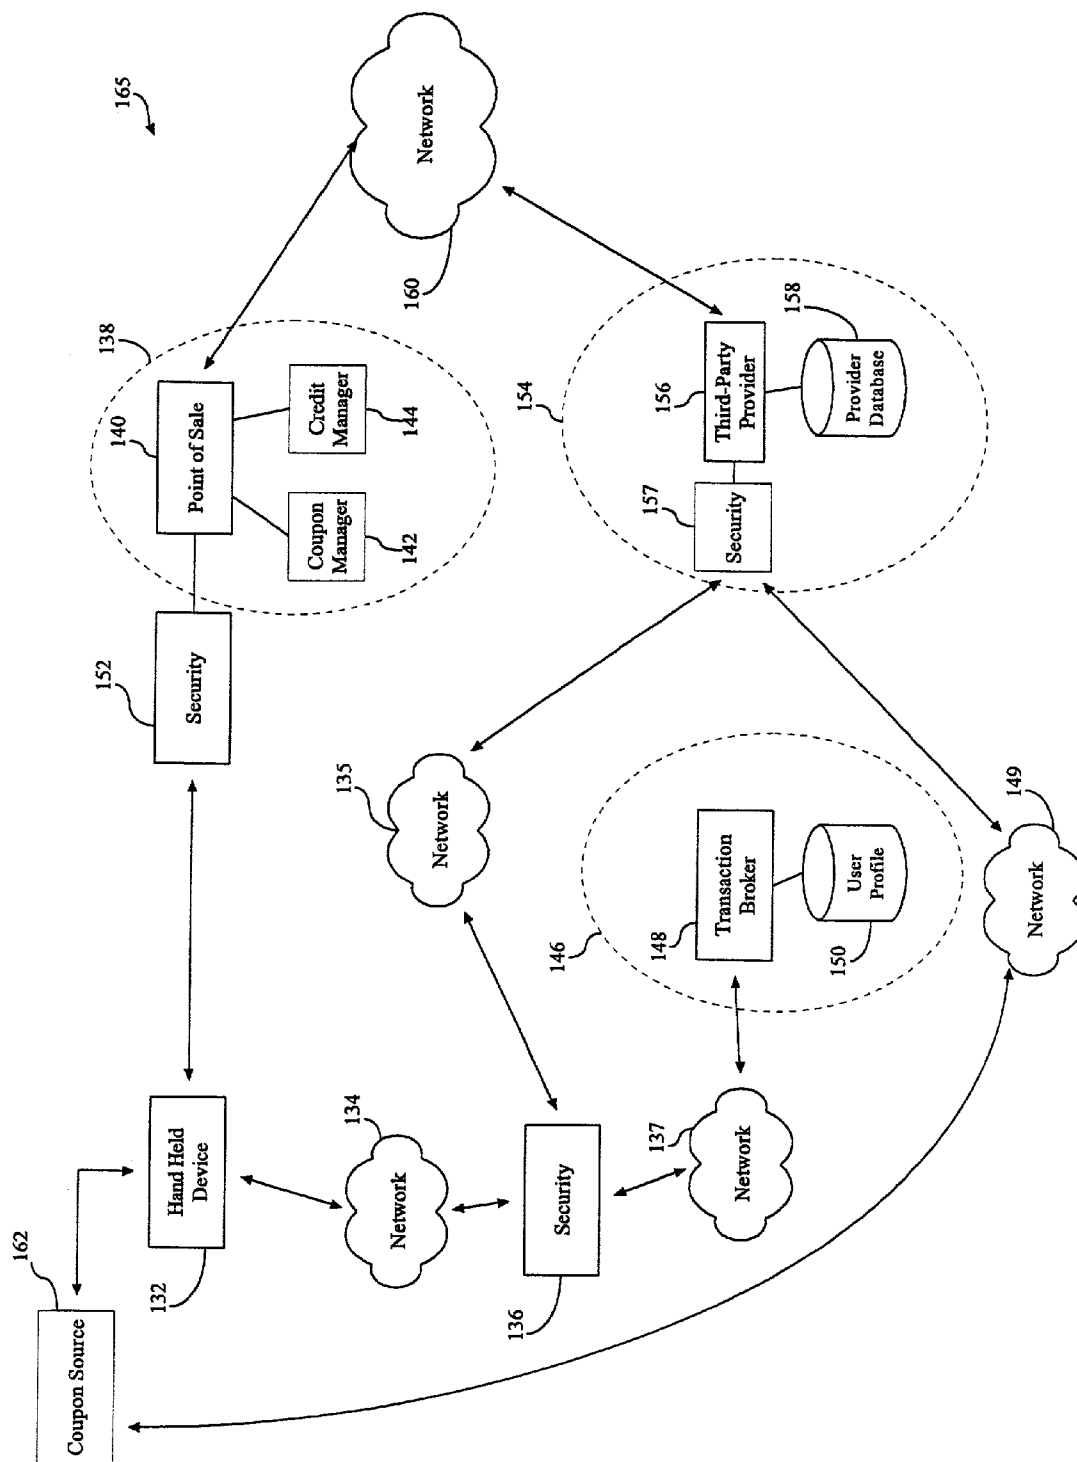 165
Network
160
138
140
Point of Sale
Credit
Manager
144
Coupon
Manager
142
152
Security
154
156
Third-Party
Provider
158
Provider
Database
157
Security
135
Network
146
148
Transaction
Broker
150
User
Profile
149
Network
162
Coupon Source
132
Hand Held
Device
134
Network
136
Security
137
Network